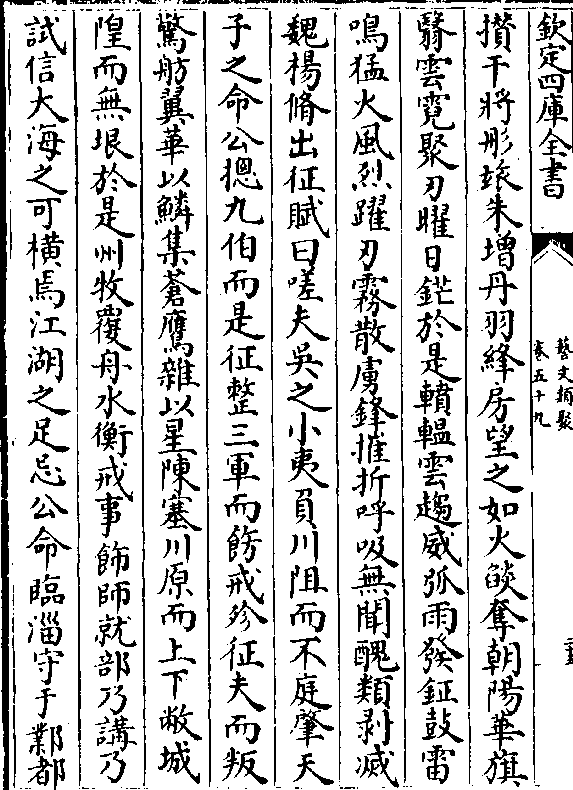 欽定四庫全書
藝文類聚
卷五十九
攢干將彤旅朱增丹羽絳房望之如火燄奪朝陽華旗
翳雲霓聚刃曜日鋩於是轒轀雲趨威弧雨發鉦鼓雷
鳴猛火風烈躍刃霧散虜鋒摧折呼吸無聞醜類剥滅
魏楊脩出征賦曰嗟夫吳之小夷負川阻而不庭肇天
子之命公揔九伯而是征整三軍而飭戒殄征夫而叛
驚舫翼華以鱗集蒼鷹雜以星陳塞川原而上下敝城
隍而無垠於是州牧覆舟水衡戒事飾師就部乃講乃
試信大海之可横焉江湖之足忌公命臨淄守于鄴都